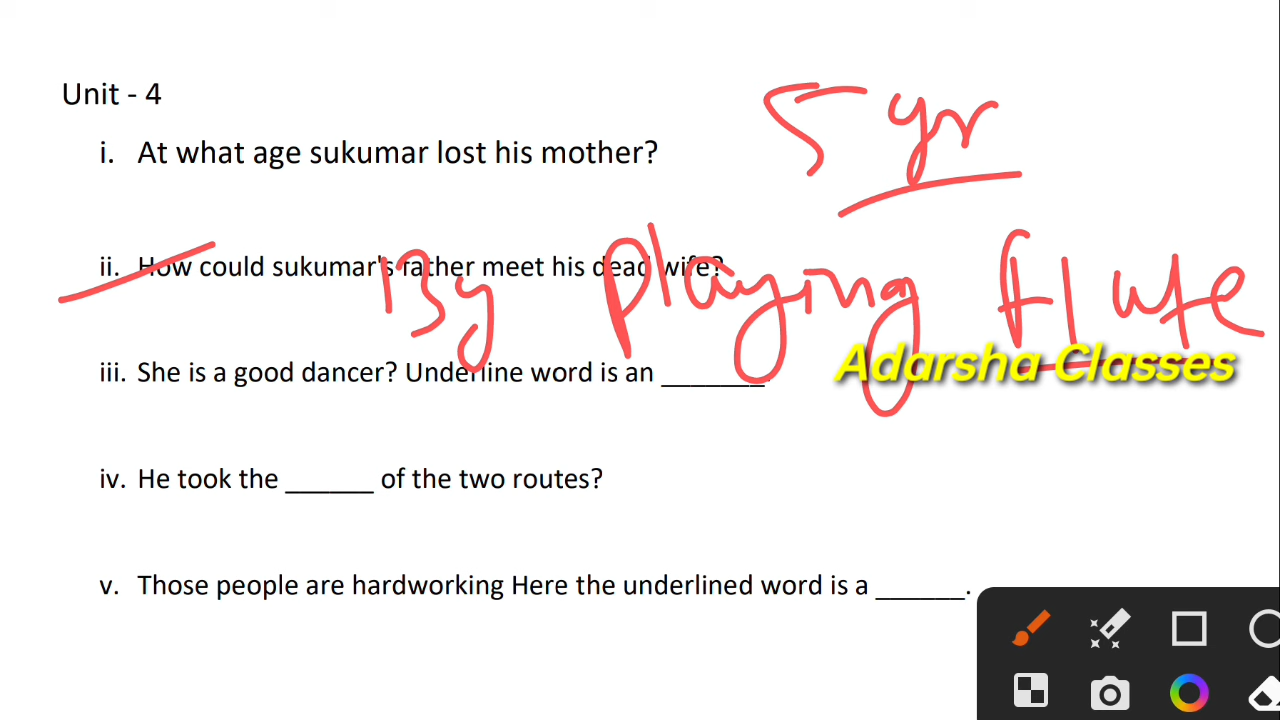 Unit - 4
5 yr
i. At what age sukumar lost his mother?
ii. How could sukumar's father meet his dead wife?
By playing flute
Adarsha Classes
iii. She is a good dancer? Underline word is an _______.
iv. He took the ______ of the two routes?
v. Those people are hardworking Here the underlined word is a ______.